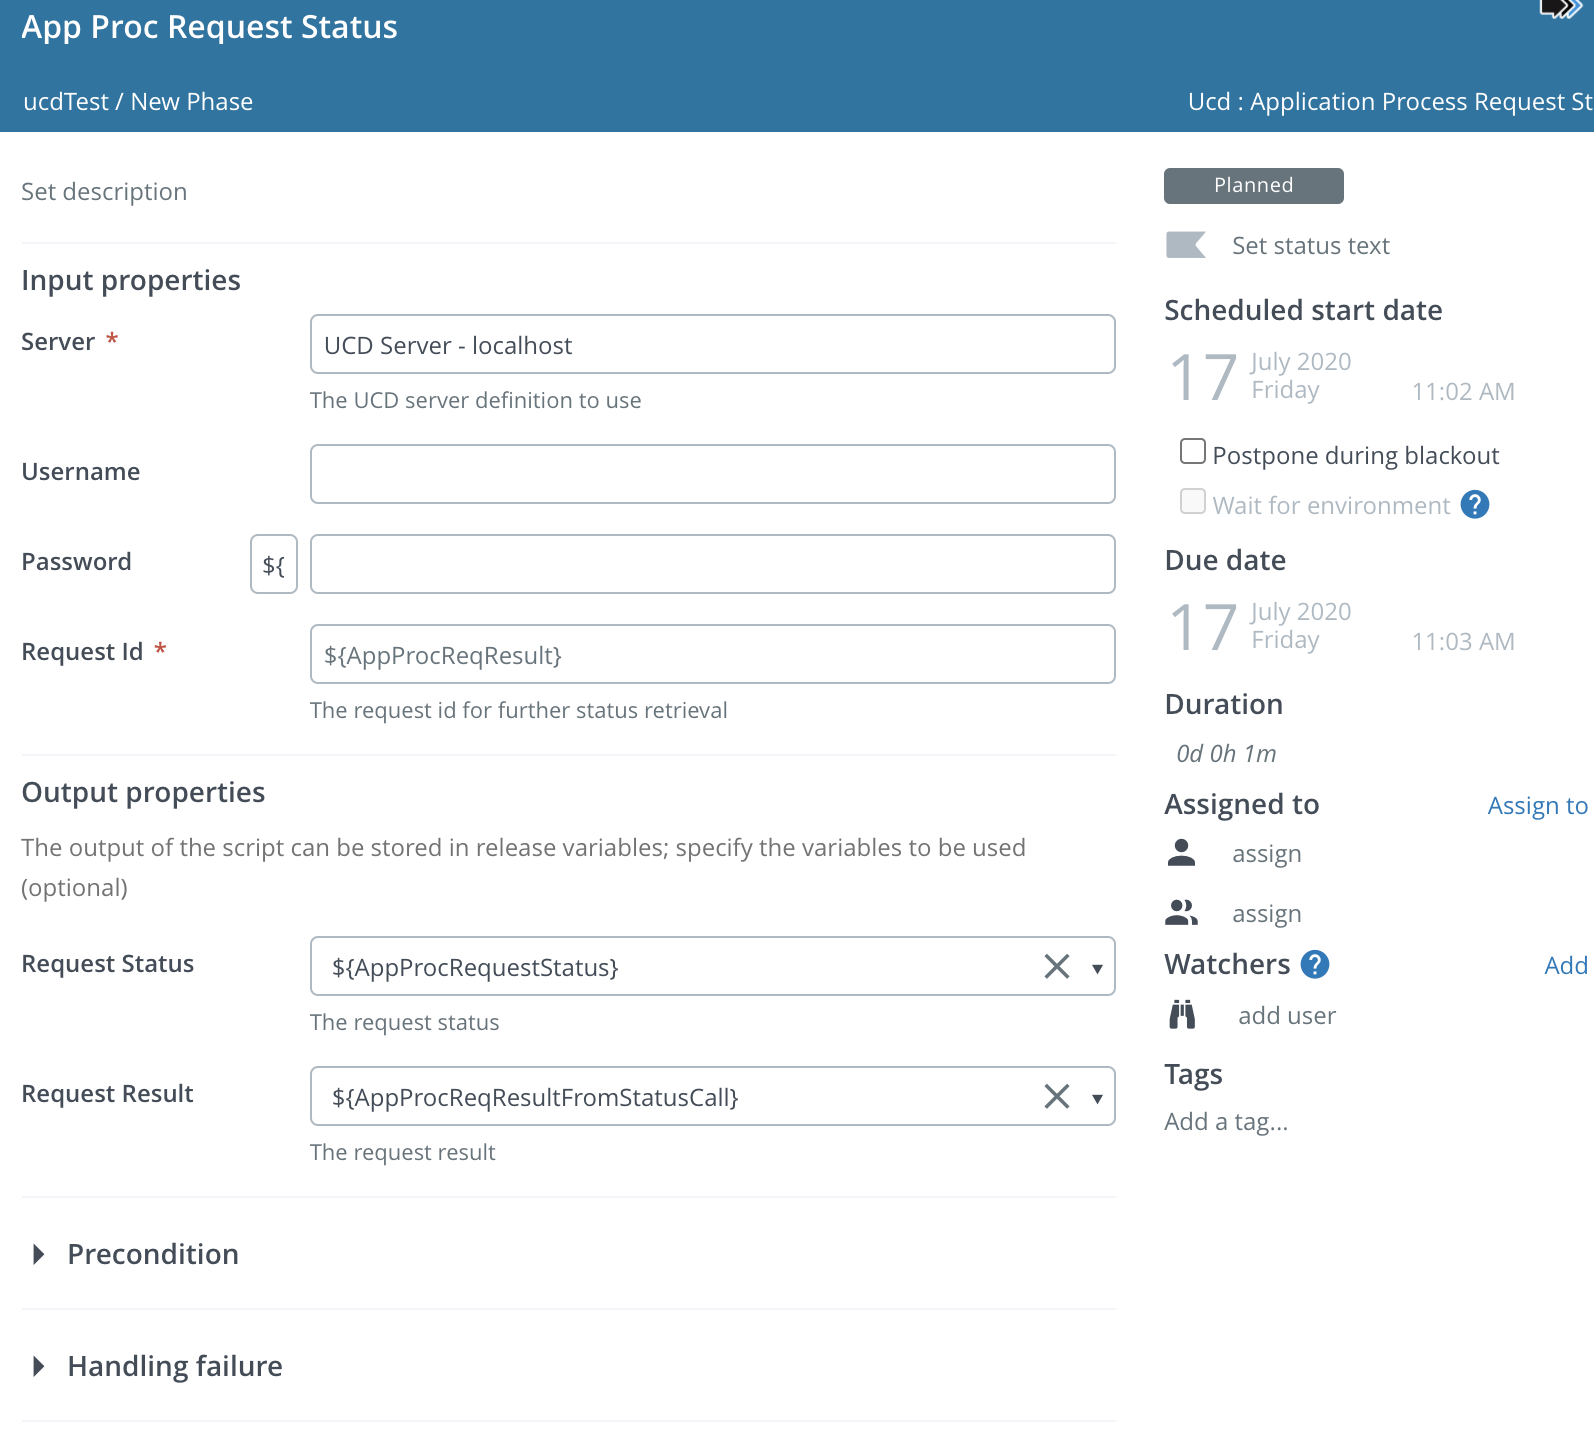 App Proc Request Status
ucdTest / New Phase
Ucd : Application Process Request St
Set description
Input properties
Server *
UCD Server - localhost
The UCD server definition to use
Username
Password
${
Request Id *
${AppProcReqResult}
The request id for further status retrieval
Output properties
The output of the script can be stored in release variables; specify the variables to be used
(optional)
Request Status
${AppProcRequestStatus}
The request status
Request Result
${AppProcReqResultFromStatusCall}
The request result
Precondition
Handling failure
Planned
Set status text
Scheduled start date
17
July 2020
Friday
11:02 AM
Postpone during blackout
Wait for environment ?
Due date
17
July 2020
Friday
11:03 AM
Duration
0d 0h 1m
Assigned to
Assign to
assign
assign
Watchers ?
Add
add user
Tags
Add a tag...